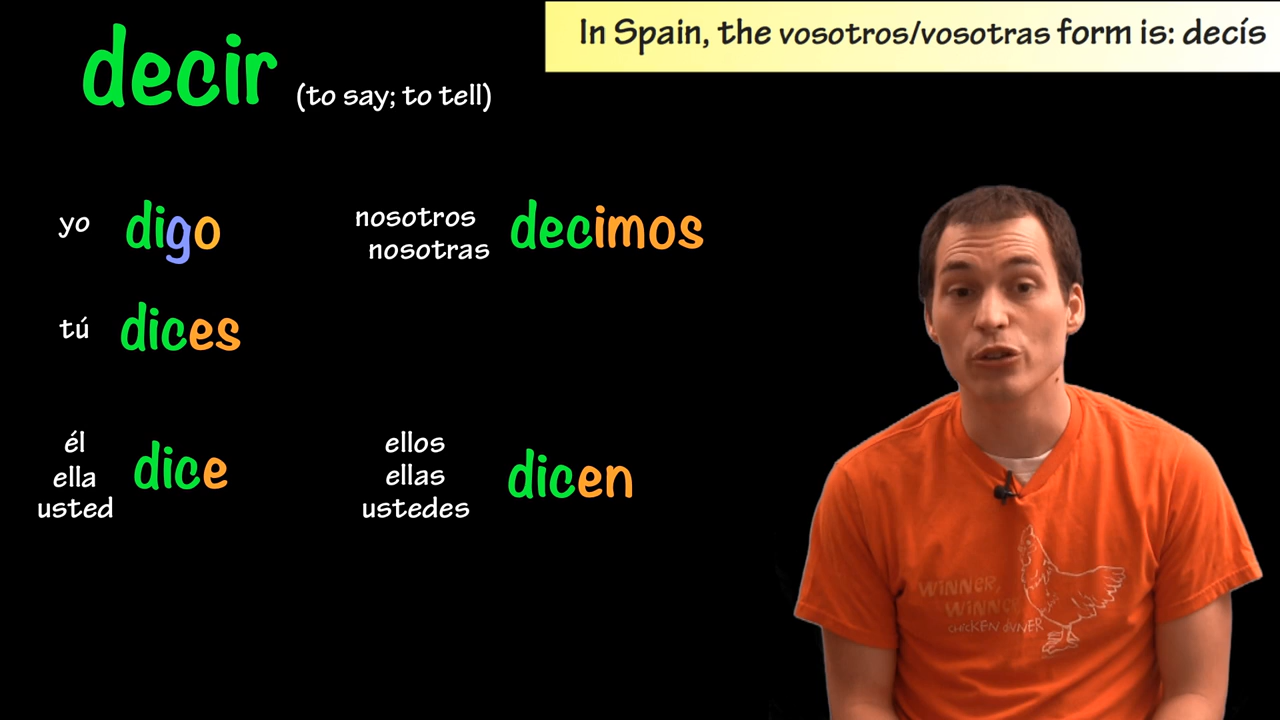 decir (to say; to tell)
In Spain, the vosotros/vosotras form is: decís
yo digo
tú dices
él
ella
usted
dice
nosotros
nosotras
decimos
ellos
ellas
ustedes
dicen
WINNER,
WINNER
CHICKEN DINNER